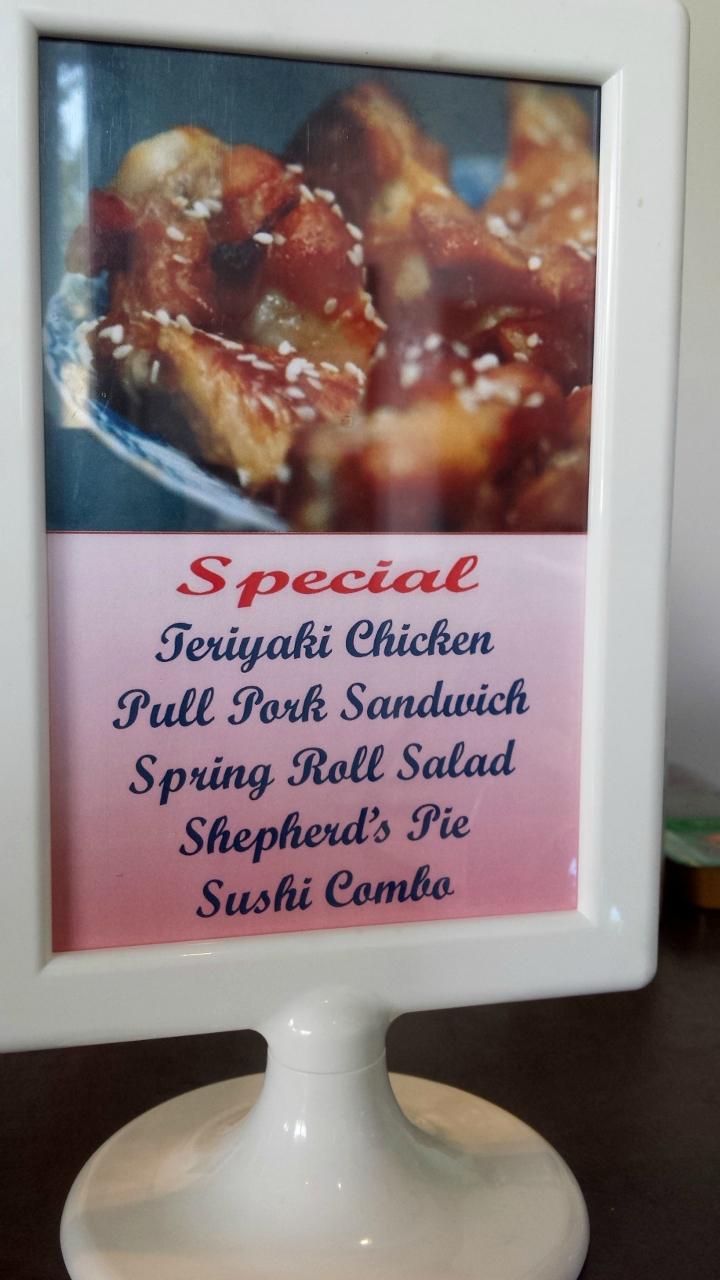 Special
Teriyaki Chicken
Pull Pork Sandwich
Spring Roll Salad
Shepherd's Pie
Sushi Combo